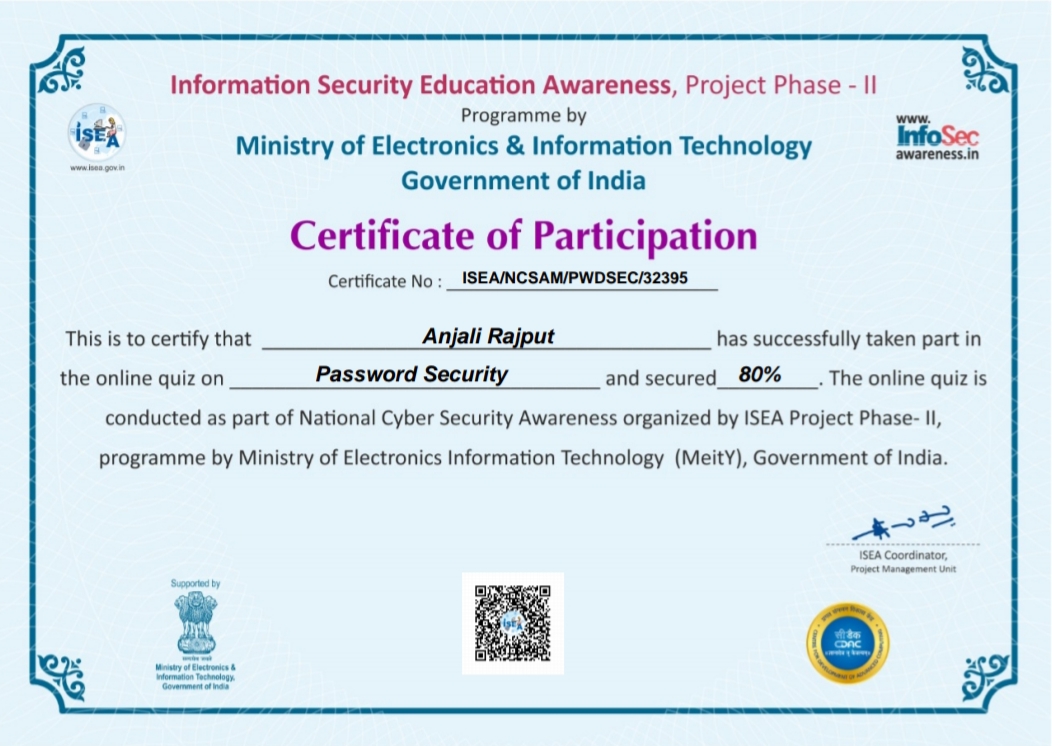 Information Security Education Awareness, Project Phase - II
Programme by
Ministry of Electronics & Information Technology
Government of India
ISEA
www.isea.gov.in
www.
InfoSec
awareness.in
Certificate of Participation
Certificate No : ISEA/NCSAM/PWDSEC/32395
This is to certify that Anjali Rajput has successfully taken part in
the online quiz on Password Security and secured 80%. The online quiz is
conducted as part of National Cyber Security Awareness organized by ISEA Project Phase- II,
programme by Ministry of Electronics Information Technology (MeitY), Government of India.
ISEA Coordinator,
Project Management Unit
Supported by
सत्यमेव जयते
Ministry of Electronics &
Information Technology,
Government of India
ISEA
सी डैक
CDAC